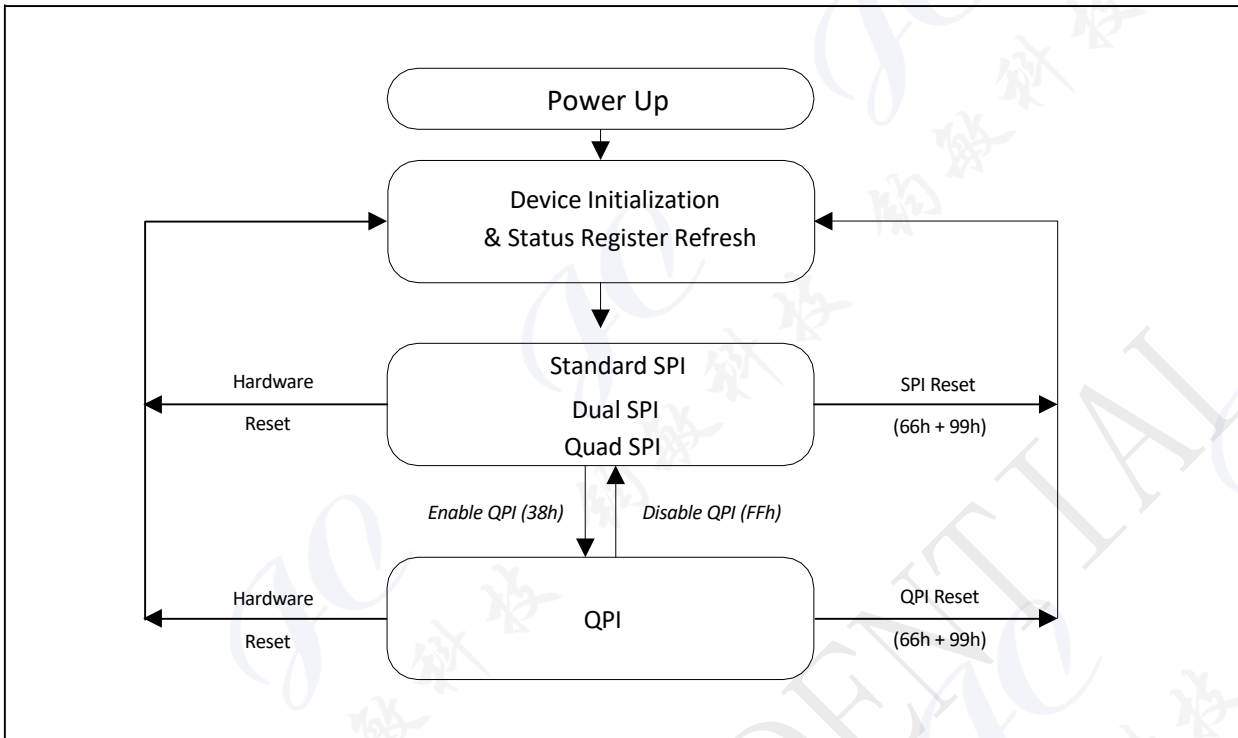 Power Up
Device Initialization
& Status Register Refresh
Standard SPI
Dual SPI
Quad SPI
Hardware
Reset
SPI Reset
(66h + 99h)
Enable QPI (38h)
Disable QPI (FFh)
QPI
Hardware
Reset
QPI Reset
(66h + 99h)